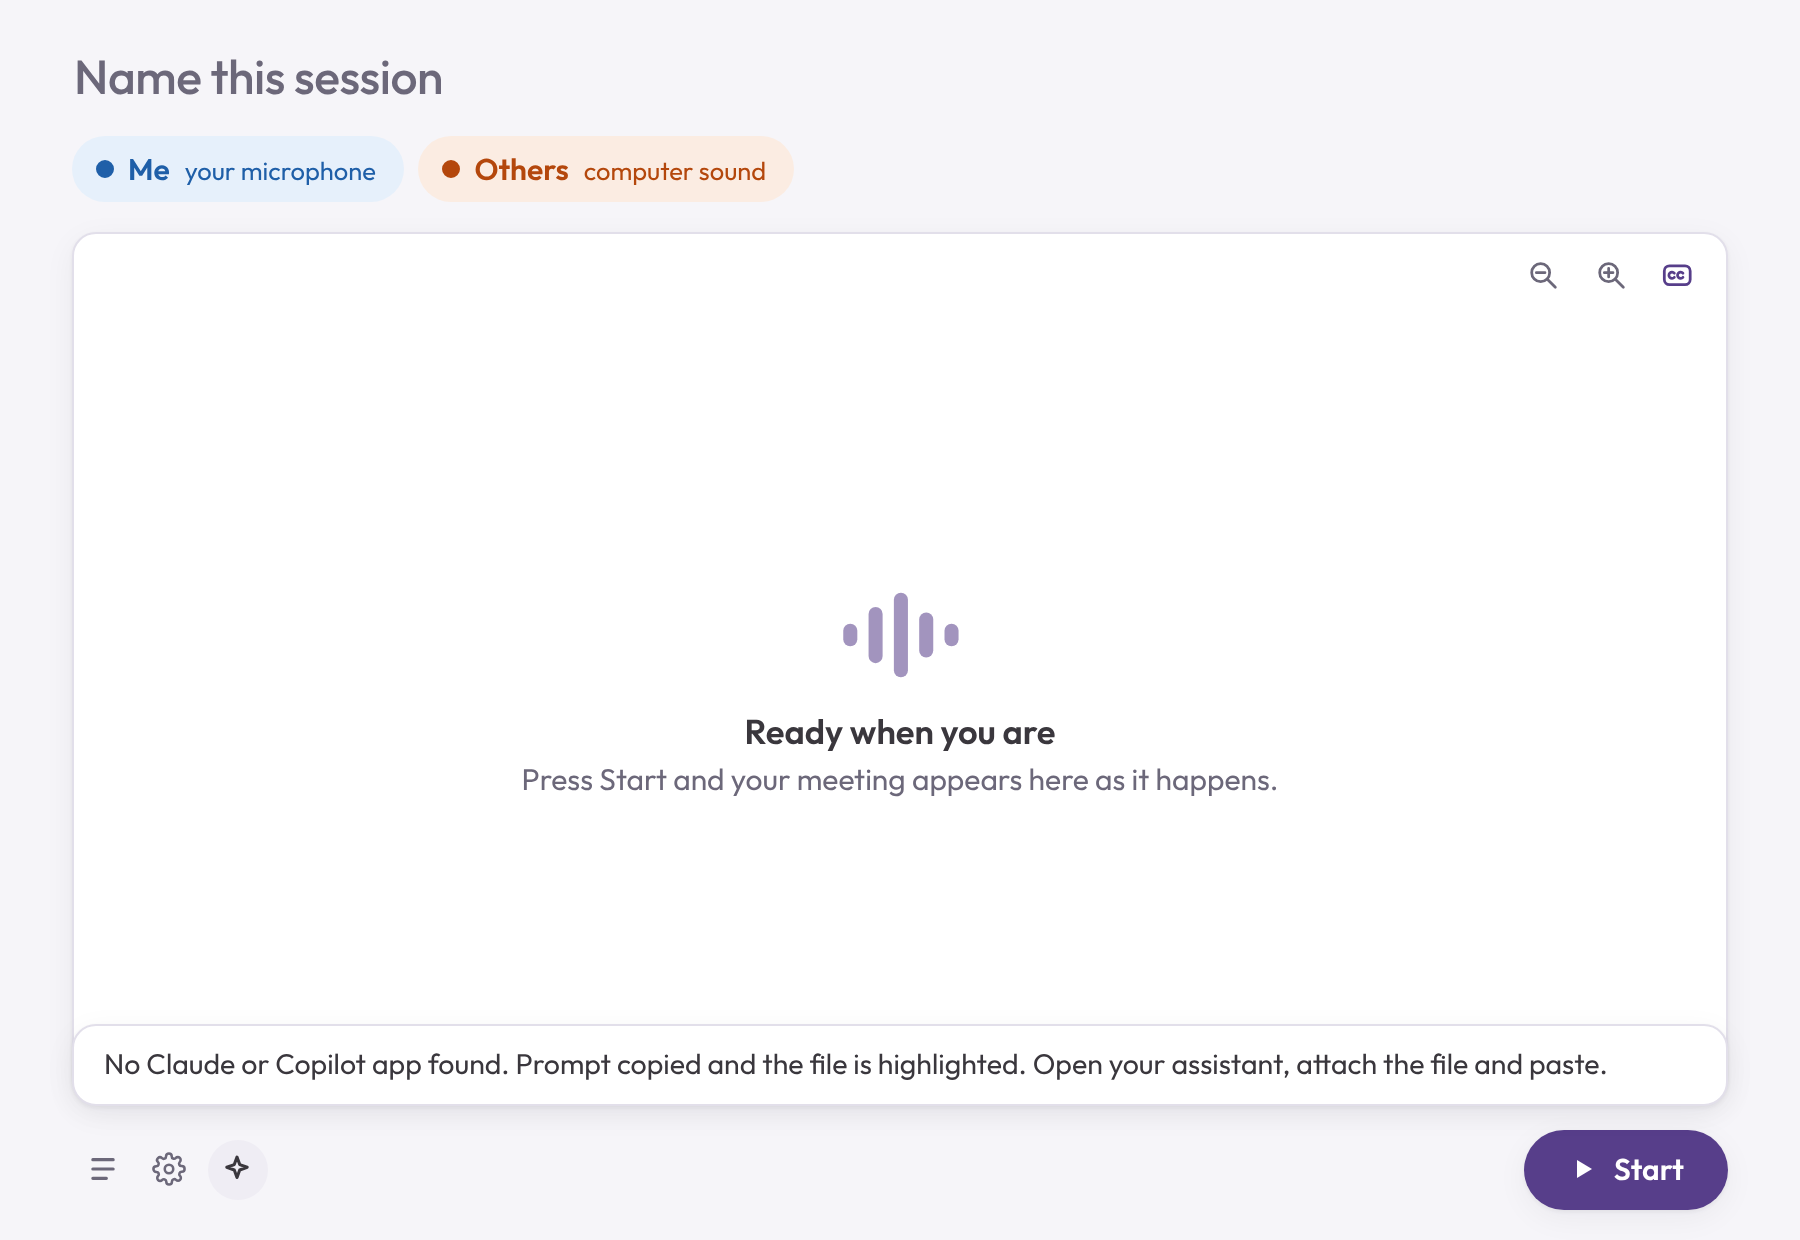 Name this session
Me your microphone
Others computer sound
CC
Ready when you are
Press Start and your meeting appears here as it happens.
No Claude or Copilot app found. Prompt copied and the file is highlighted. Open your assistant, attach the file and paste.
Start